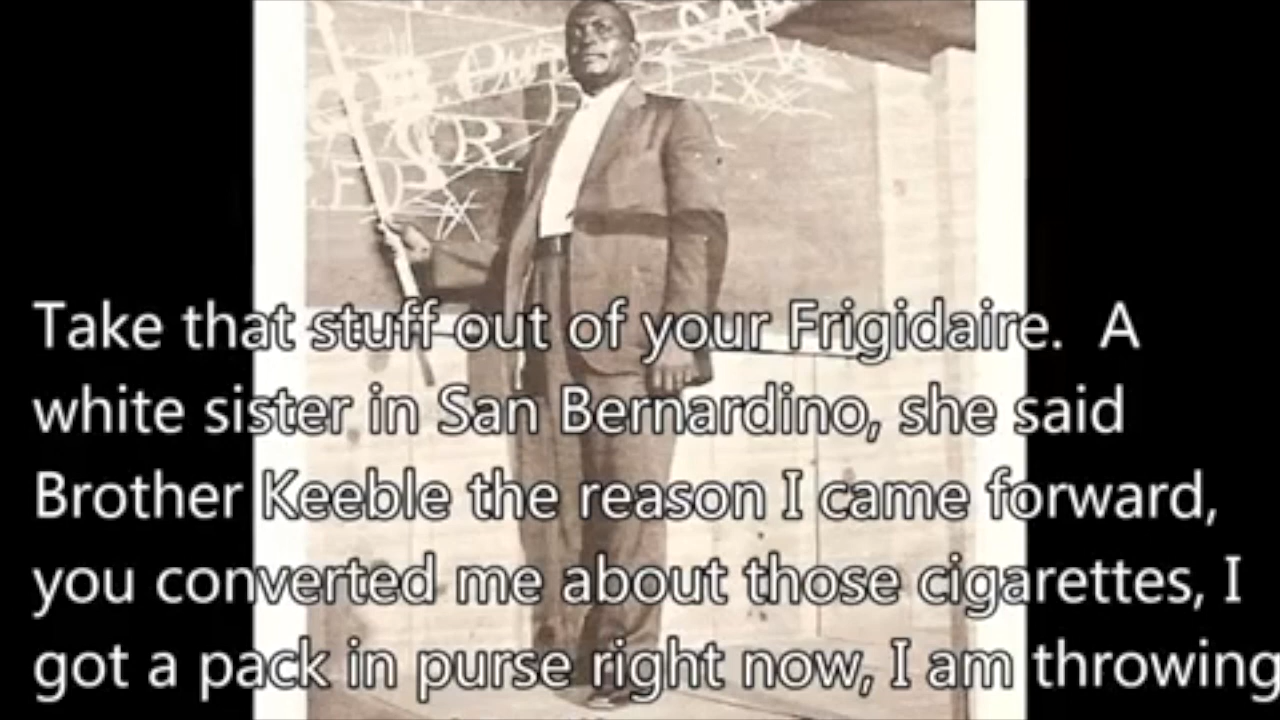 Take that stuff out of your Frigidaire. A
white sister in San Bernardino, she said
Brother Keeble the reason I came forward,
you converted me about those cigarettes, I
got a pack in purse right now, I am throwing